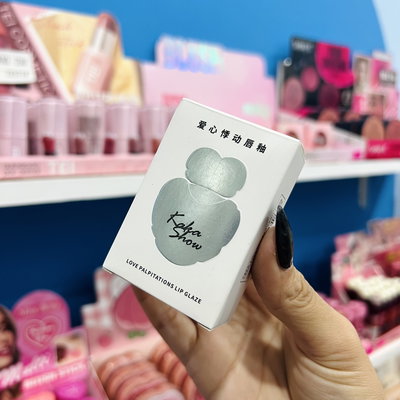 爱心悸动唇釉
Kaka
Show
LOVE PALPITATIONS LIP GLAZE